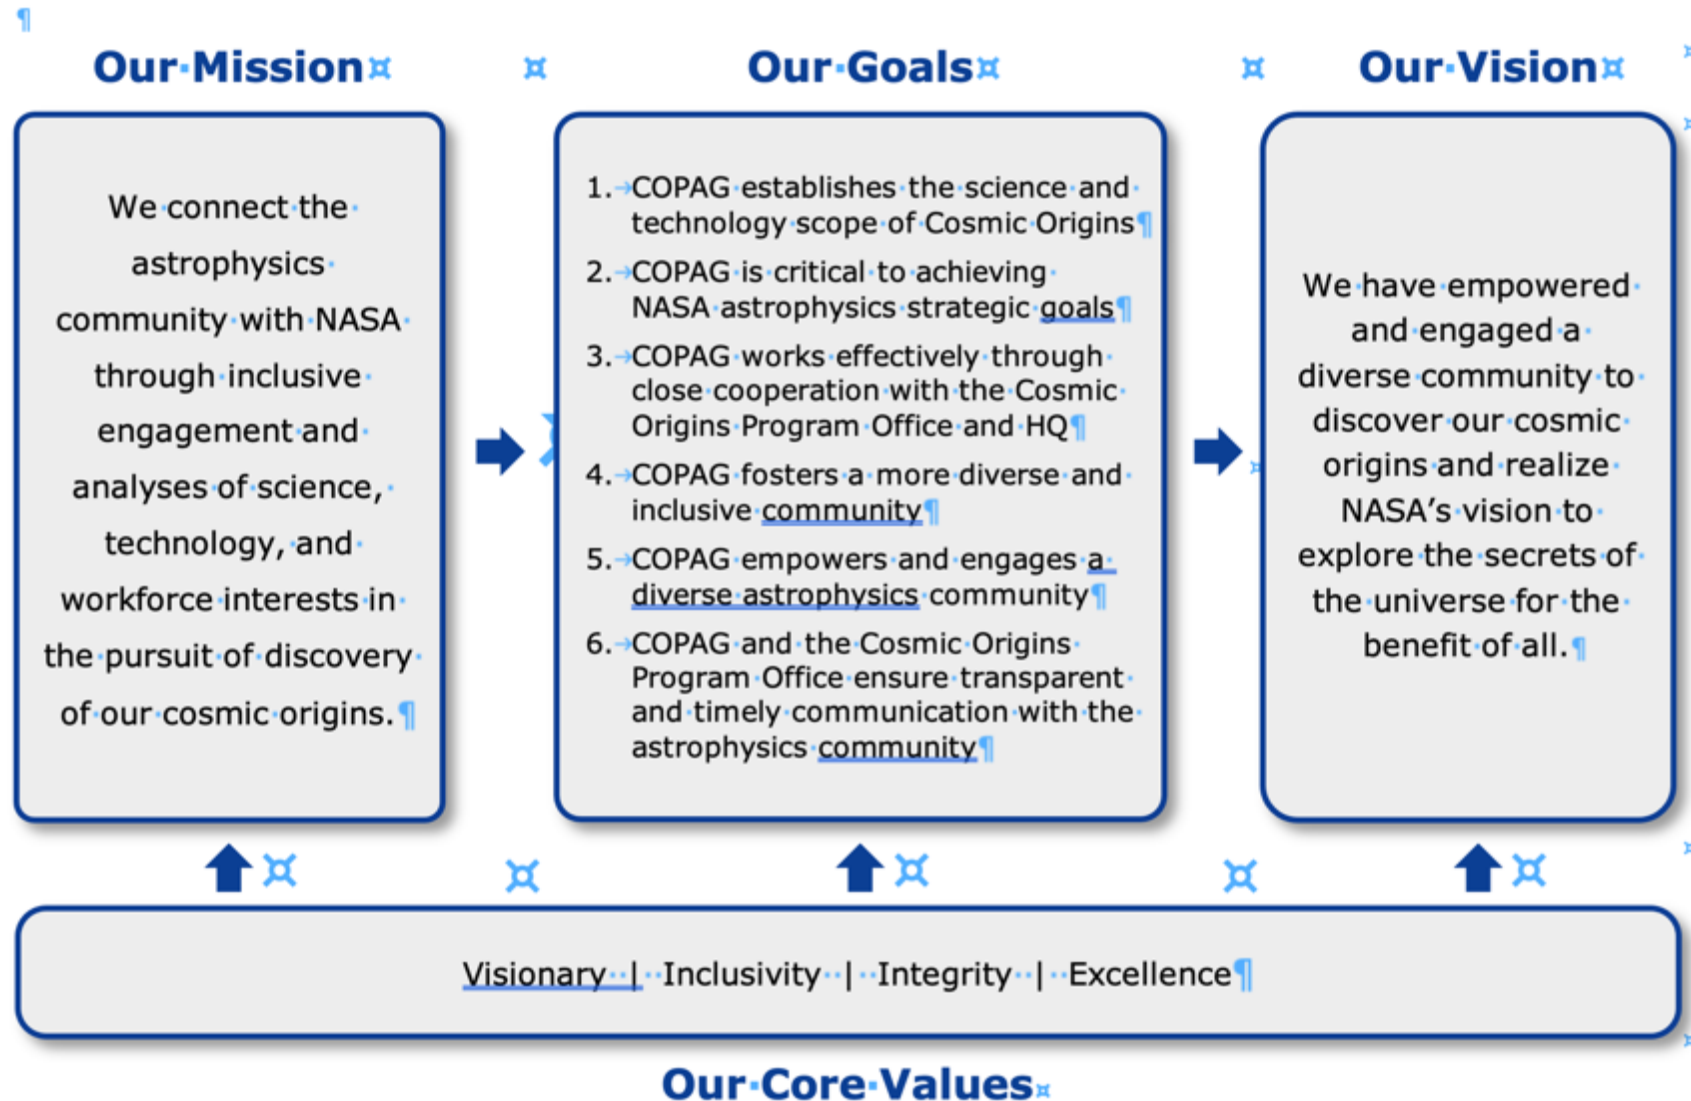 Our Mission
Our Goals
Our Vision
We connect the
astrophysics
community with NASA
through inclusive
engagement and
analyses of science,
technology, and
workforce interests in
the pursuit of discovery
of our cosmic origins.
1. COPAG establishes the science and
technology scope of Cosmic Origins
2. COPAG is critical to achieving
NASA astrophysics strategic goals
3. COPAG works effectively through
close cooperation with the Cosmic
Origins Program Office and HQ
4. COPAG fosters a more diverse and
inclusive community
5. COPAG empowers and engages a
diverse astrophysics community
6. COPAG and the Cosmic Origins
Program Office ensure transparent
and timely communication with the
astrophysics community
We have empowered
and engaged a
diverse community to
discover our cosmic
origins and realize
NASA’s vision to
explore the secrets of
the universe for the
benefit of all.
Visionary | Inclusivity | Integrity | Excellence
Our Core Values